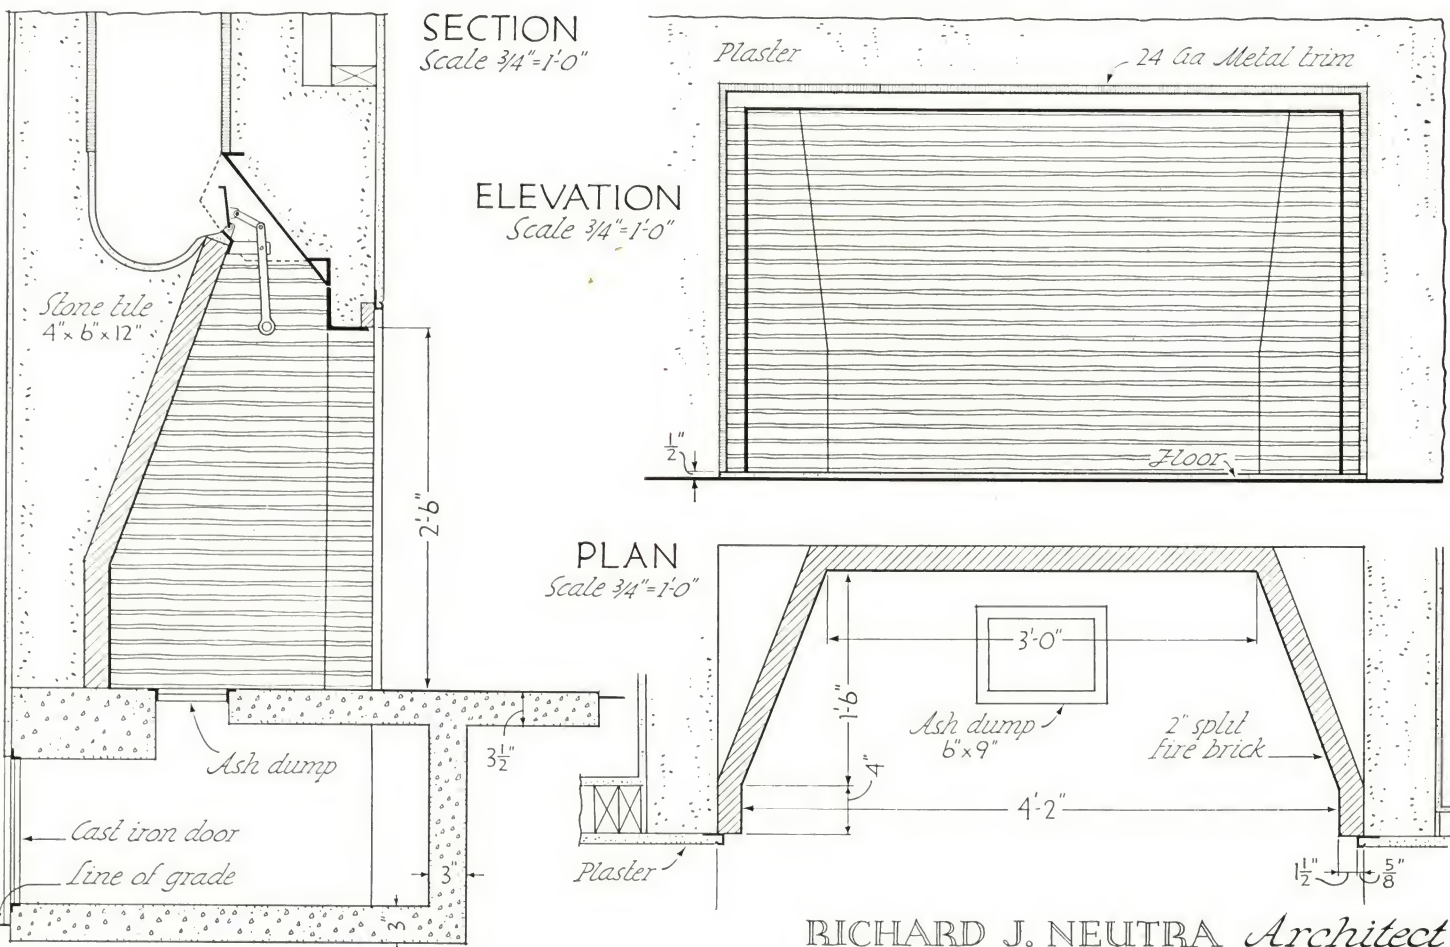 SECTION
Scale 3/4"=1'-0"
Plaster
24 Ga Metal trim
ELEVATION
Scale 3/4"=1'-0"
Stone tile
4"x6"x12"
2'-6"
1/2"
Floor
PLAN
Scale 3/4"=1'-0"
3'-0"
1'-6"
Ash dump
6"x9"
2" split
fire brick
4"
4'-2"
3 1/2"
Ash dump
Cast iron door
Line of grade
3"
3"
Plaster
1 1/2"
5/8"
RICHARD J. NEUTRA Architect